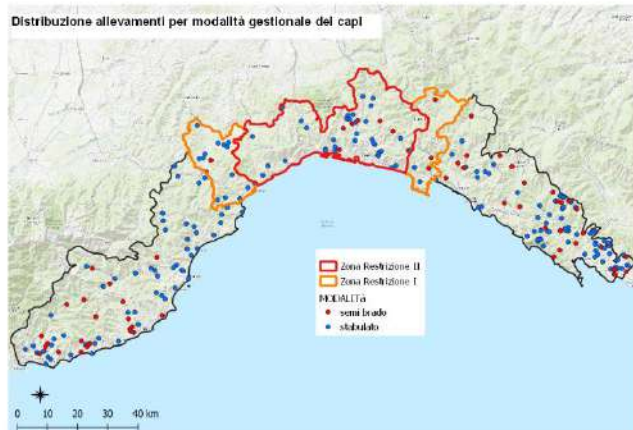 Distribuzione allevamenti per modalità gestionale dei capi
Zona Restrizione II
Zona Restrizione I
MODALITà
semi brado
stabulato
0 10 20 30 40 km